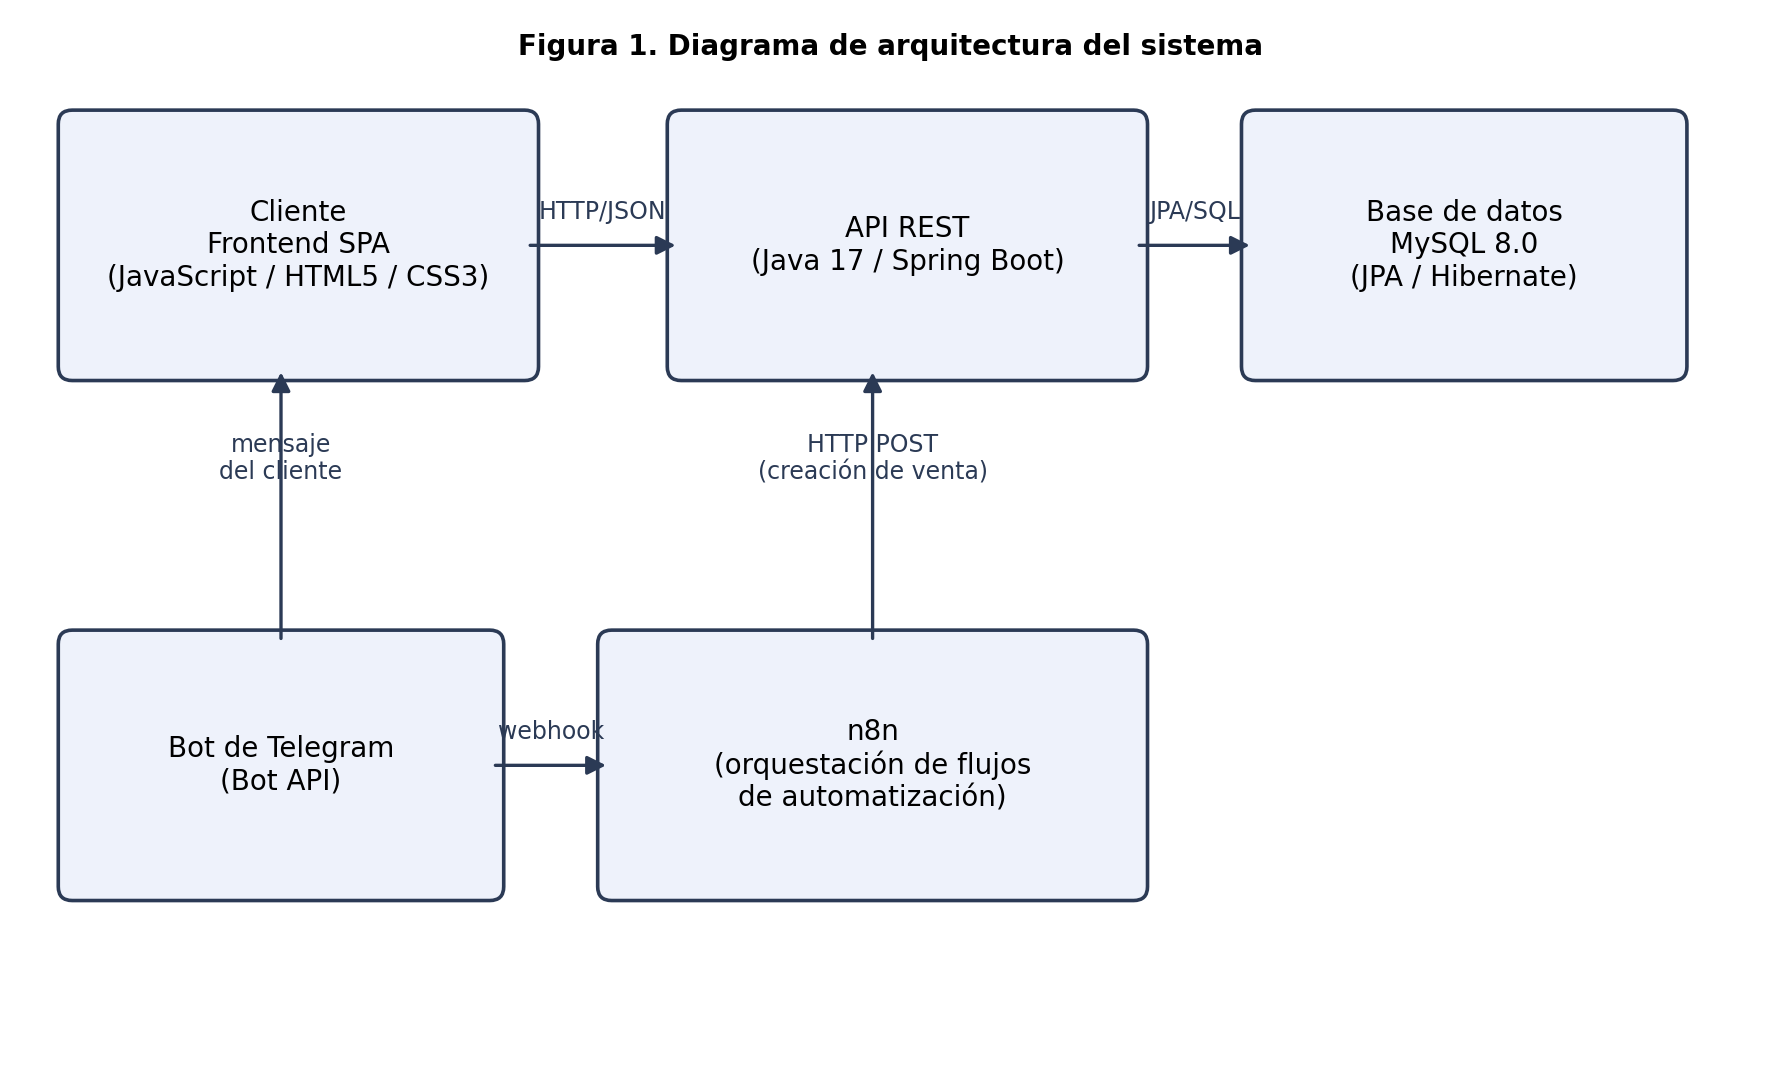 Figura 1. Diagrama de arquitectura del sistema
Cliente
Frontend SPA
(JavaScript / HTML5 / CSS3)
HTTP/JSON
API REST
(Java 17 / Spring Boot)
JPA/SQL
Base de datos
MySQL 8.0
(JPA / Hibernate)
mensaje
del cliente
HTTP POST
(creación de venta)
Bot de Telegram
(Bot API)
webhook
n8n
(orquestación de flujos
de automatización)